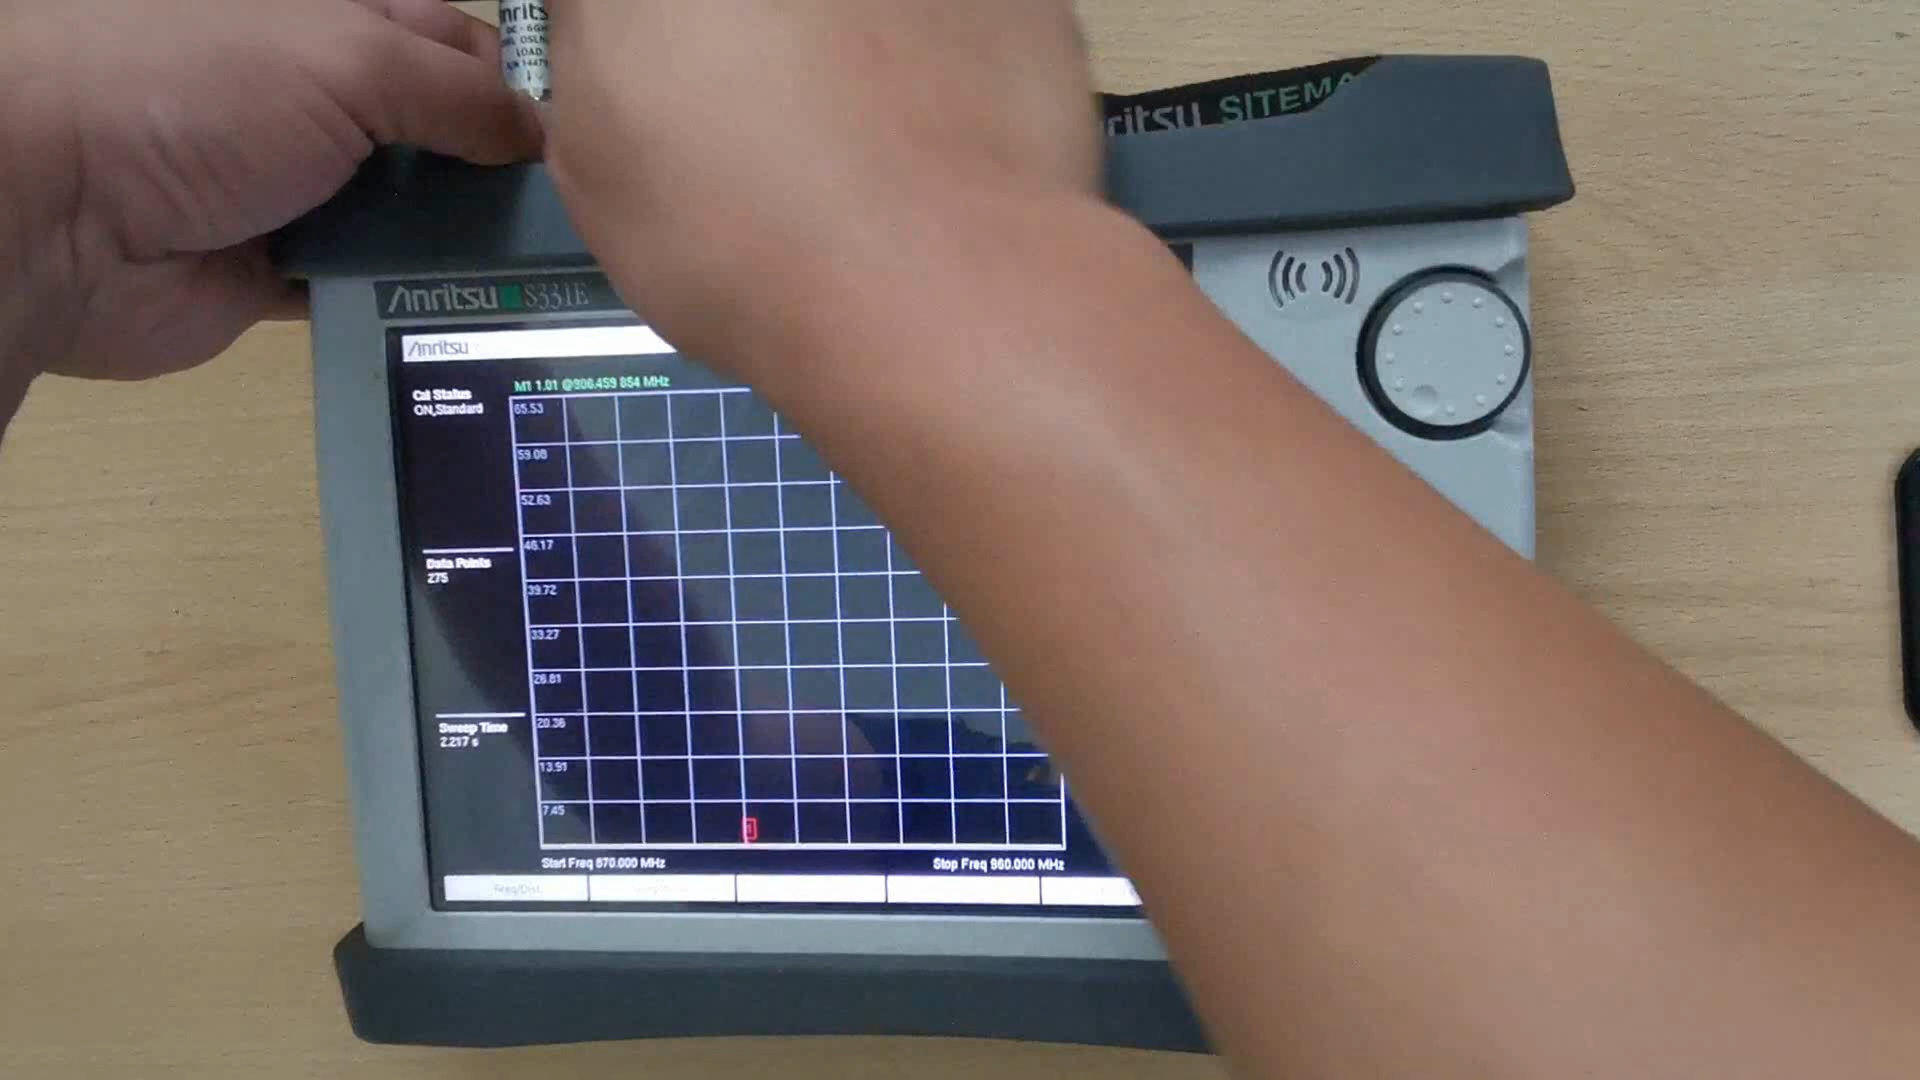 LOAD
Anritsu S331E
Anritsu
Cal Status
ON,Standard
M1 1.01 @906.459 854 MHz
65.53
59.08
52.63
46.17
39.72
33.27
26.81
20.36
13.91
7.45
Data Points
275
Sweep Time
2.217 s
Start Freq 870.000 MHz
Stop Freq 960.000 MHz
Freq/Dist